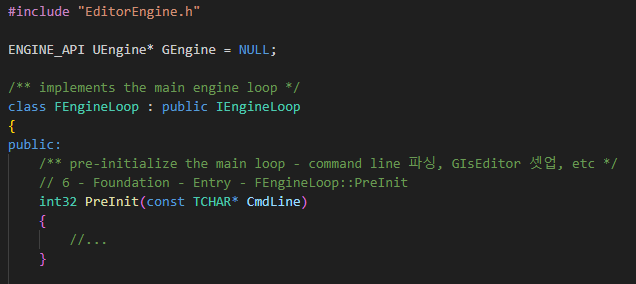 #include "EditorEngine.h"
ENGINE_API UEngine* GEngine = NULL;
/** implements the main engine loop */
class FEngineLoop : public IEngineLoop
{
public:
/** pre-initialize the main loop - command line 파싱, GIsEditor 셋업, etc */
// 6 - Foundation - Entry - FEngineLoop::PreInit
int32 PreInit(const TCHAR* CmdLine)
{
//...
}